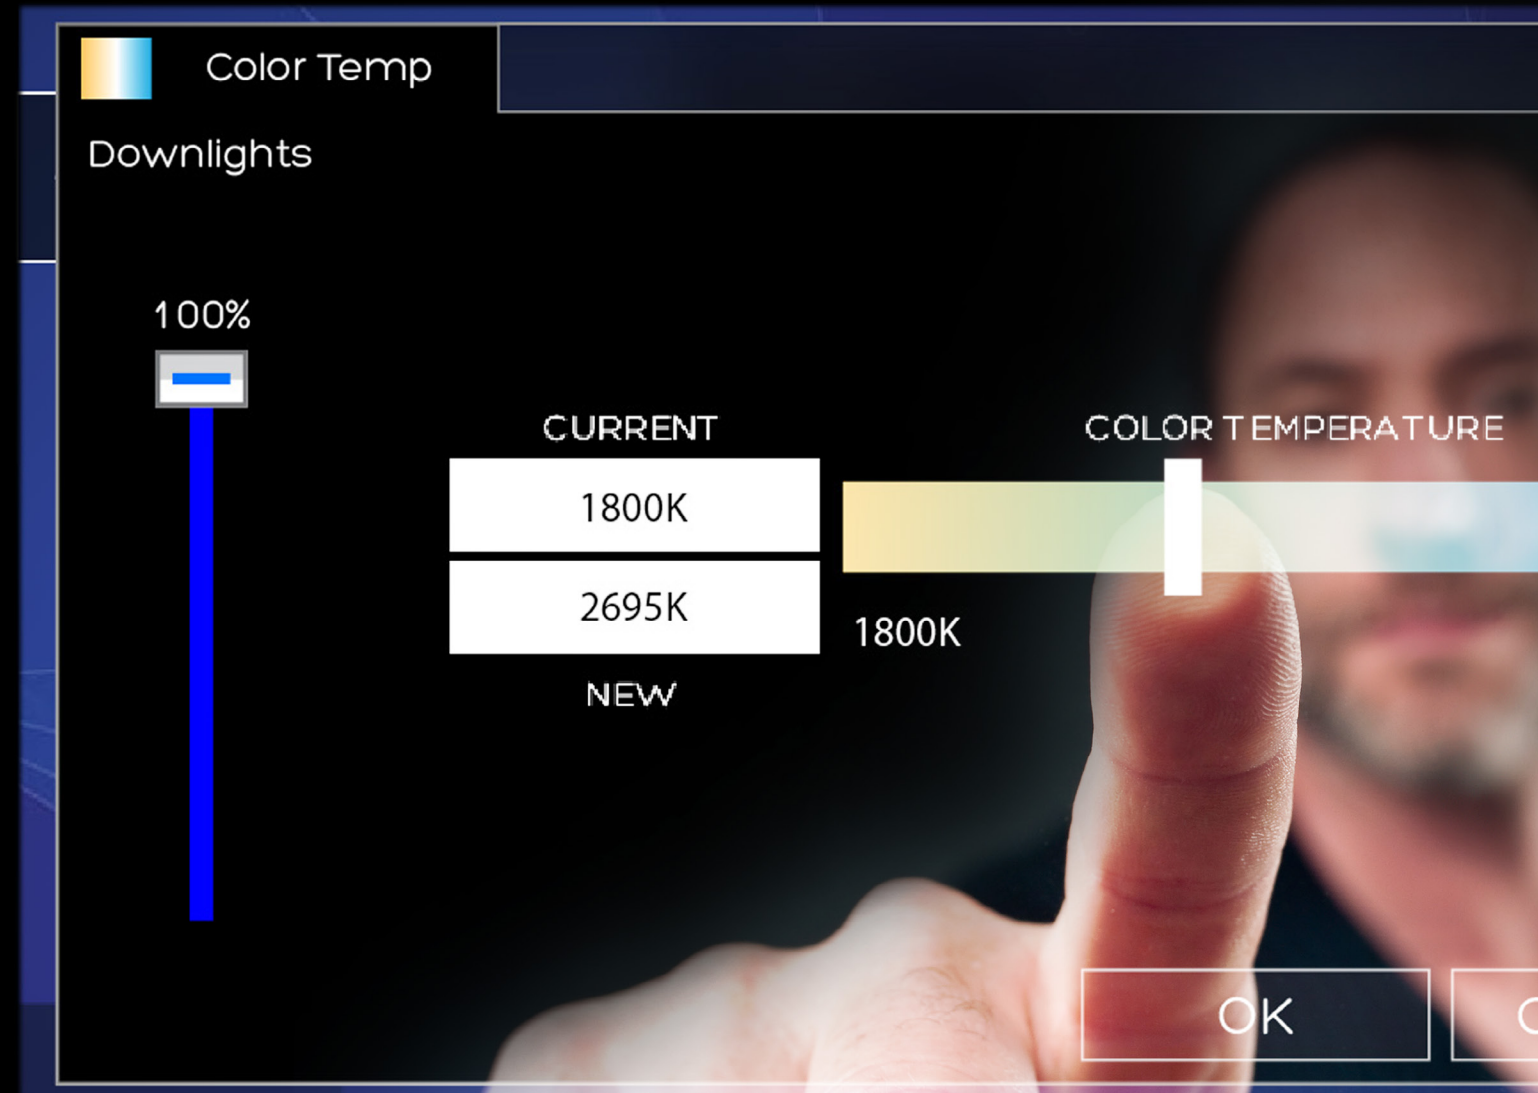 Color Temp
Downlights
100%
CURRENT
COLOR TEMPERATURE
1800K
2695K
1800K
NEW
OK